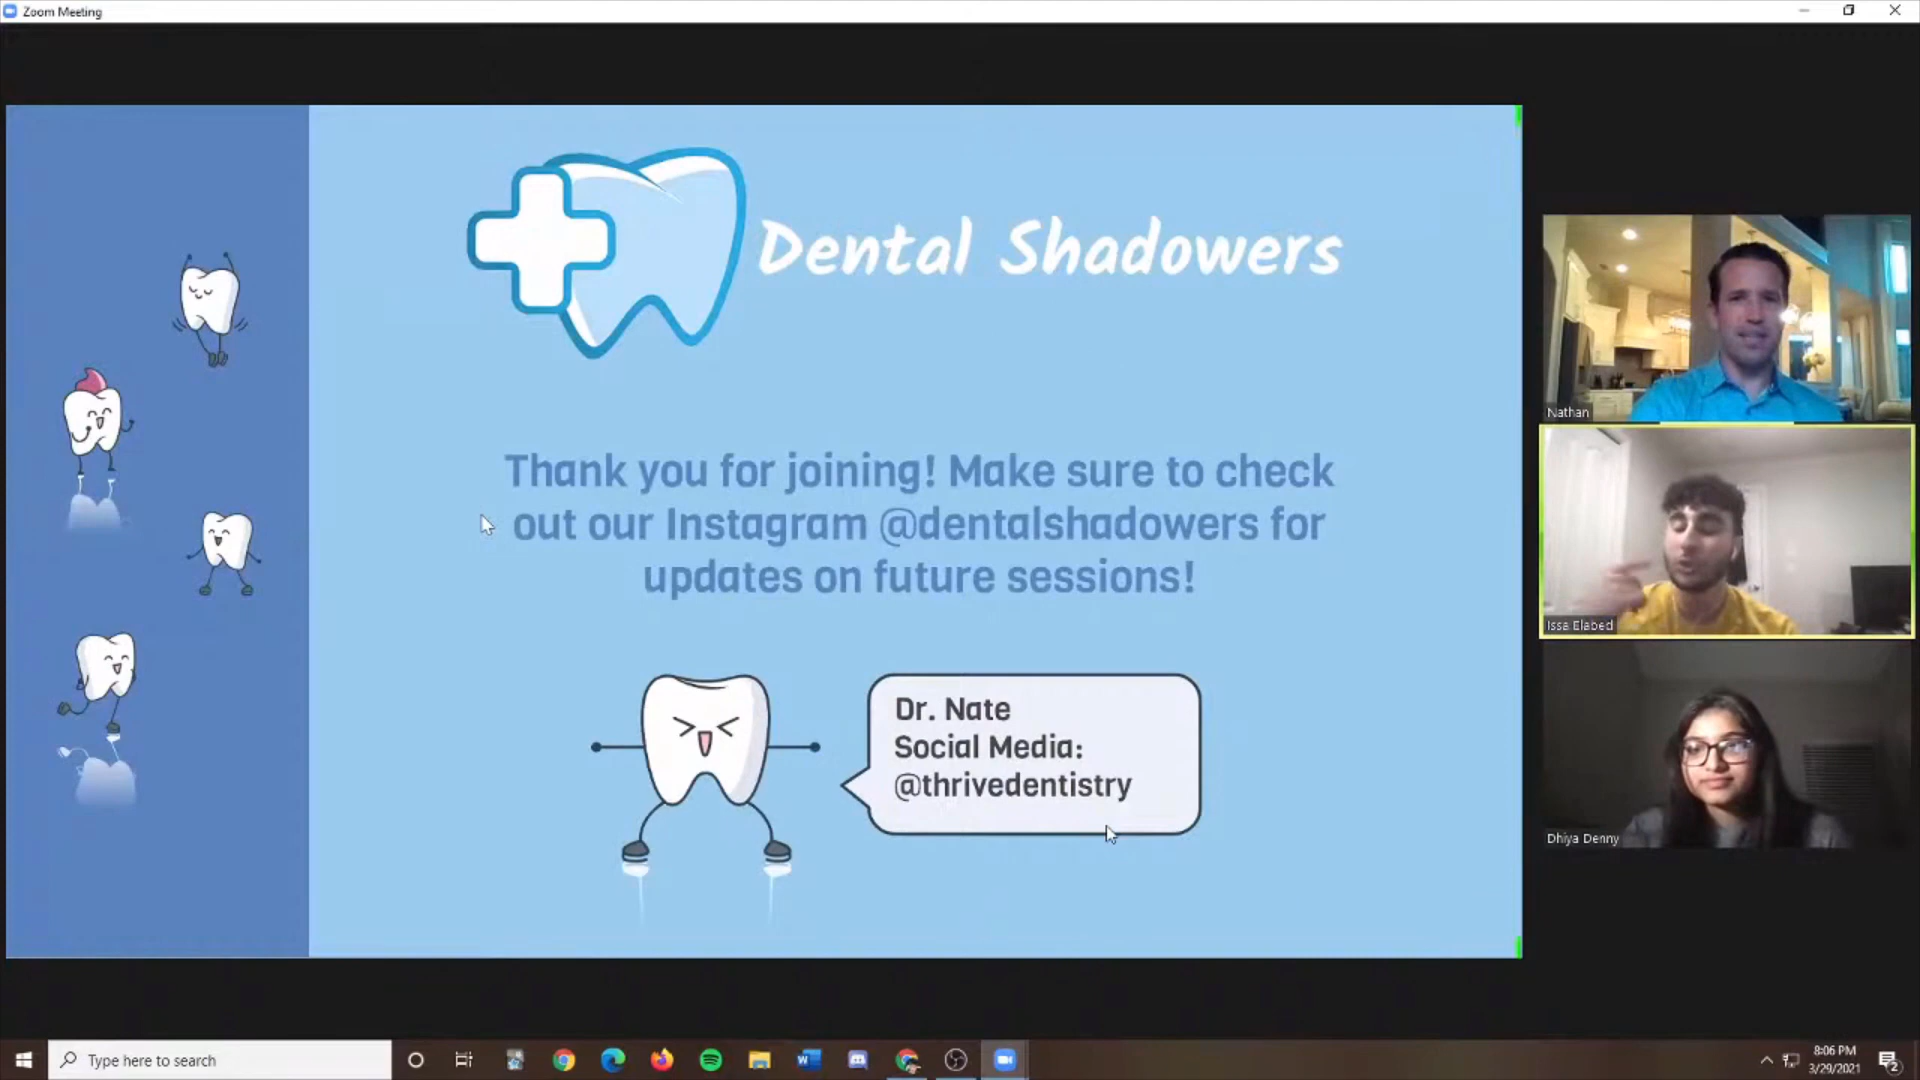 Zoom Meeting
Dental Shadowers
Thank you for joining! Make sure to check
out our Instagram @dentalshadowers for
updates on future sessions!
Dr. Nate
Social Media:
@thrivedentistry
Nathan
Issa Elabed
Dhiya Denny
Type here to search
8:06 PM
3/29/2021
2